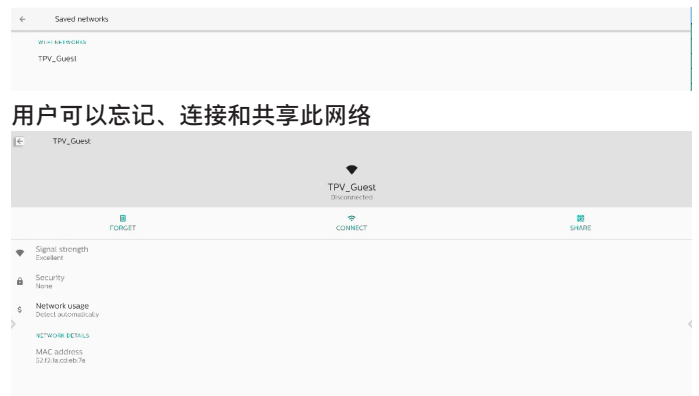 Saved networks
WI-FI NETWORKS
TPV_Guest
用户可以忘记、连接和共享此网络
TPV_Guest
TPV_Guest
Disconnected
FORGET
CONNECT
SHARE
Signal strength
Excellent
Security
None
Network usage
Detect automatically
NETWORK DETAILS
MAC address